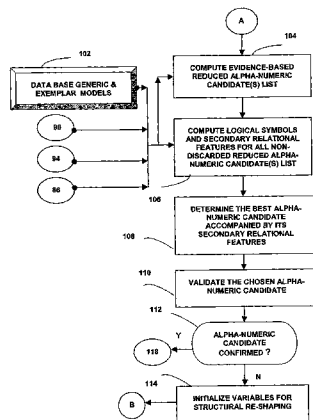 A
104
102
COMPUTE EVIDENCE-BASED
REDUCED ALPHA-NUMERIC
CANDIDATE(S) LIST
DATA BASE GENERIC &
EXEMPLAR MODELS
98
94
86
COMPUTE LOGICAL SYMBOLS
AND SECONDARY RELATIONAL
FEATURES FOR ALL NON-
DISCARDED REDUCED ALPHA-
NUMERIC CANDIDATE(S) LIST
106
DETERMINE THE BEST ALPHA-
NUMERIC CANDIDATE
ACCOMPANIED BY ITS
SECONDARY RELATIONAL
FEATURES
108
110
VALIDATE THE CHOSEN ALPHA-
NUMERIC CANDIDATE
112
Y
ALPHA-NUMERIC
CANDIDATE
CONFIRMED ?
118
N
114
B
INITIALIZE VARIABLES FOR
STRUCTURAL RE-SHAPING